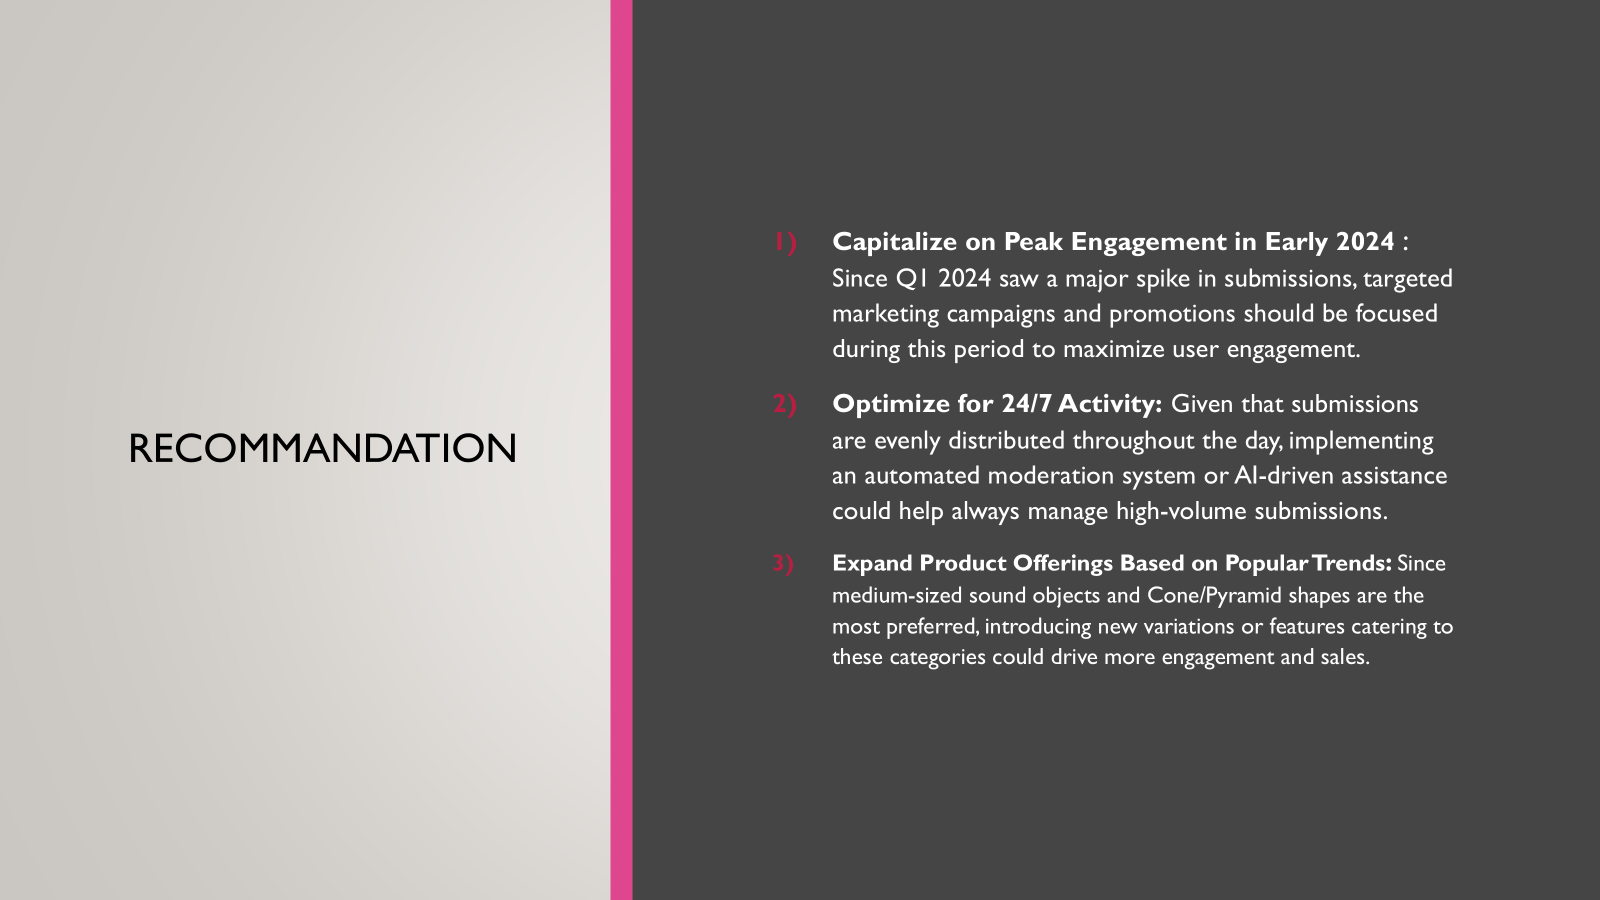 RECOMMANDATION
1) Capitalize on Peak Engagement in Early 2024 :
Since Q1 2024 saw a major spike in submissions, targeted
marketing campaigns and promotions should be focused
during this period to maximize user engagement.
2) Optimize for 24/7 Activity: Given that submissions
are evenly distributed throughout the day, implementing
an automated moderation system or AI-driven assistance
could help always manage high-volume submissions.
3) Expand Product Offerings Based on Popular Trends: Since
medium-sized sound objects and Cone/Pyramid shapes are the
most preferred, introducing new variations or features catering to
these categories could drive more engagement and sales.